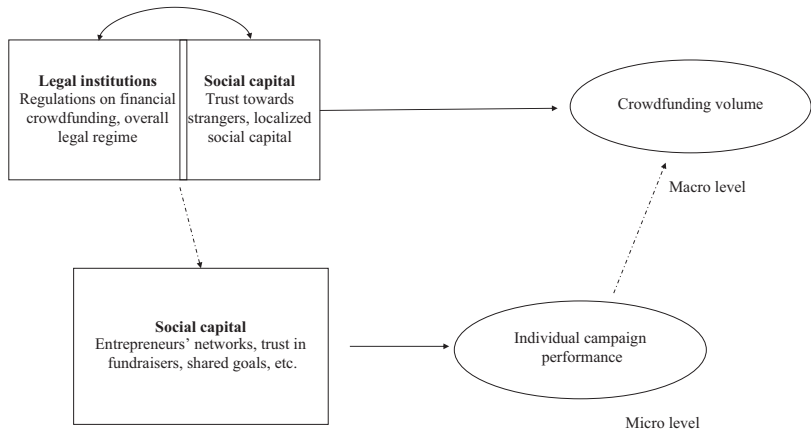 Legal institutions
Regulations on financial
crowdfunding, overall
legal regime
Social capital
Trust towards
strangers, localized
social capital
Crowdfunding volume
Macro level
Social capital
Entrepreneurs’ networks, trust in
fundraisers, shared goals, etc.
Individual campaign
performance
Micro level